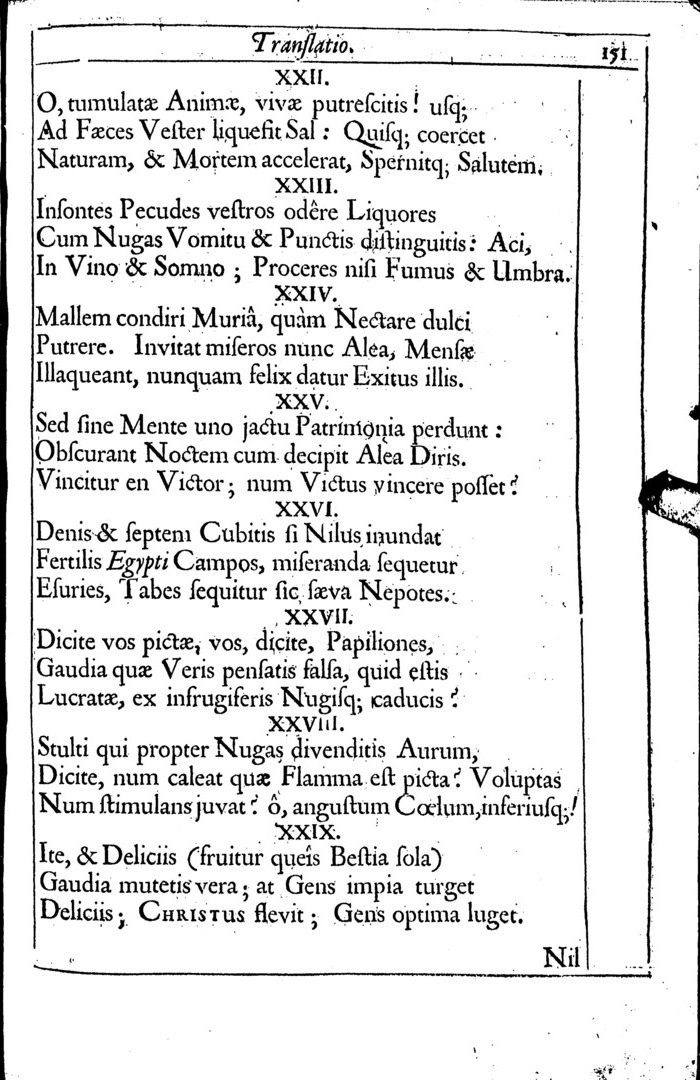 Tranſlatio. 151
XXII.
O, tumulatæ Animæ, vivæ putreſcitis! uſq;
Ad Fæces Veſter liquefit Sal: Quiſq; coercet
Naturam, & Mortem accelerat, Spernitq; Salutem.
XXIII.
Inſontes Pecudes veſtros odêre Liquores
Cum Nugas Vomitu & Punctis diſtinguitis: Aci,
In Vino & Somno; Proceres niſi Fumus & Umbra.
XXIV.
Mallem condiri Muriâ, quàm Nectare dulci
Putrere. Invitat miſeros nunc Alea, Menſæ
Illaqueant, nunquam felix datur Exitus illis.
XXV.
Sed ſine Mente uno jactu Patrimonia perdunt:
Obſcurant Noctem cum decipit Alea Diris.
Vincitur en Victor; num Victus vincere poſſet?
XXVI.
Denis & ſeptem Cubitis ſi Nilus inundat
Fertilis Egypti Campos, miſeranda ſequetur
Eſuries, Tabes ſequitur ſic ſæva Nepotes.
XXVII.
Dicite vos pictæ, vos, dicite, Papiliones,
Gaudia quæ Veris penſatis falſa, quid eſtis
Lucratæ, ex infrugiferis Nugiſq; caducis?
XXVIII.
Stulti qui propter Nugas divenditis Aurum,
Dicite, num caleat quæ Flamma eſt picta? Voluptas
Num ſtimulans juvat? ô, anguſtum Cœlum, inferiuſq;!
XXIX.
Ite, & Deliciis (fruitur queîs Beſtia ſola)
Gaudia mutetis vera; at Gens impia turget
Deliciis; CHRISTUS flevit; Gens optima luget.
Nil